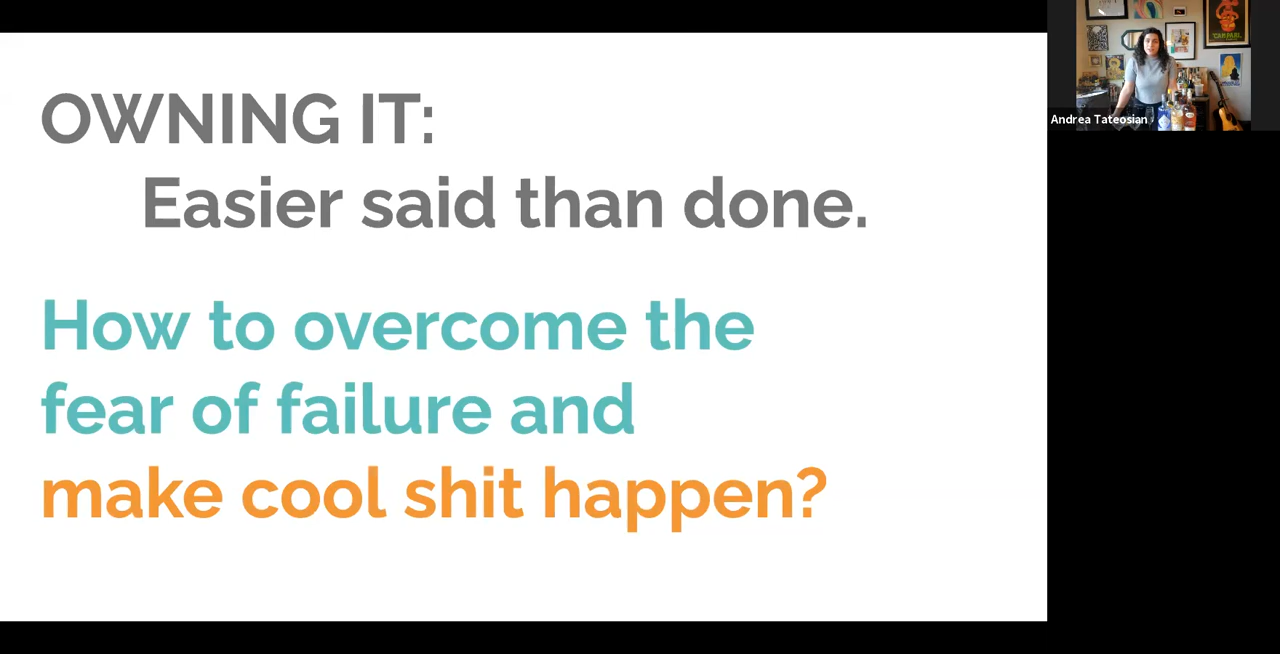 OWNING IT:
Easier said than done.
How to overcome the
fear of failure and
make cool shit happen?
Andrea Tateosian
CAMPARI